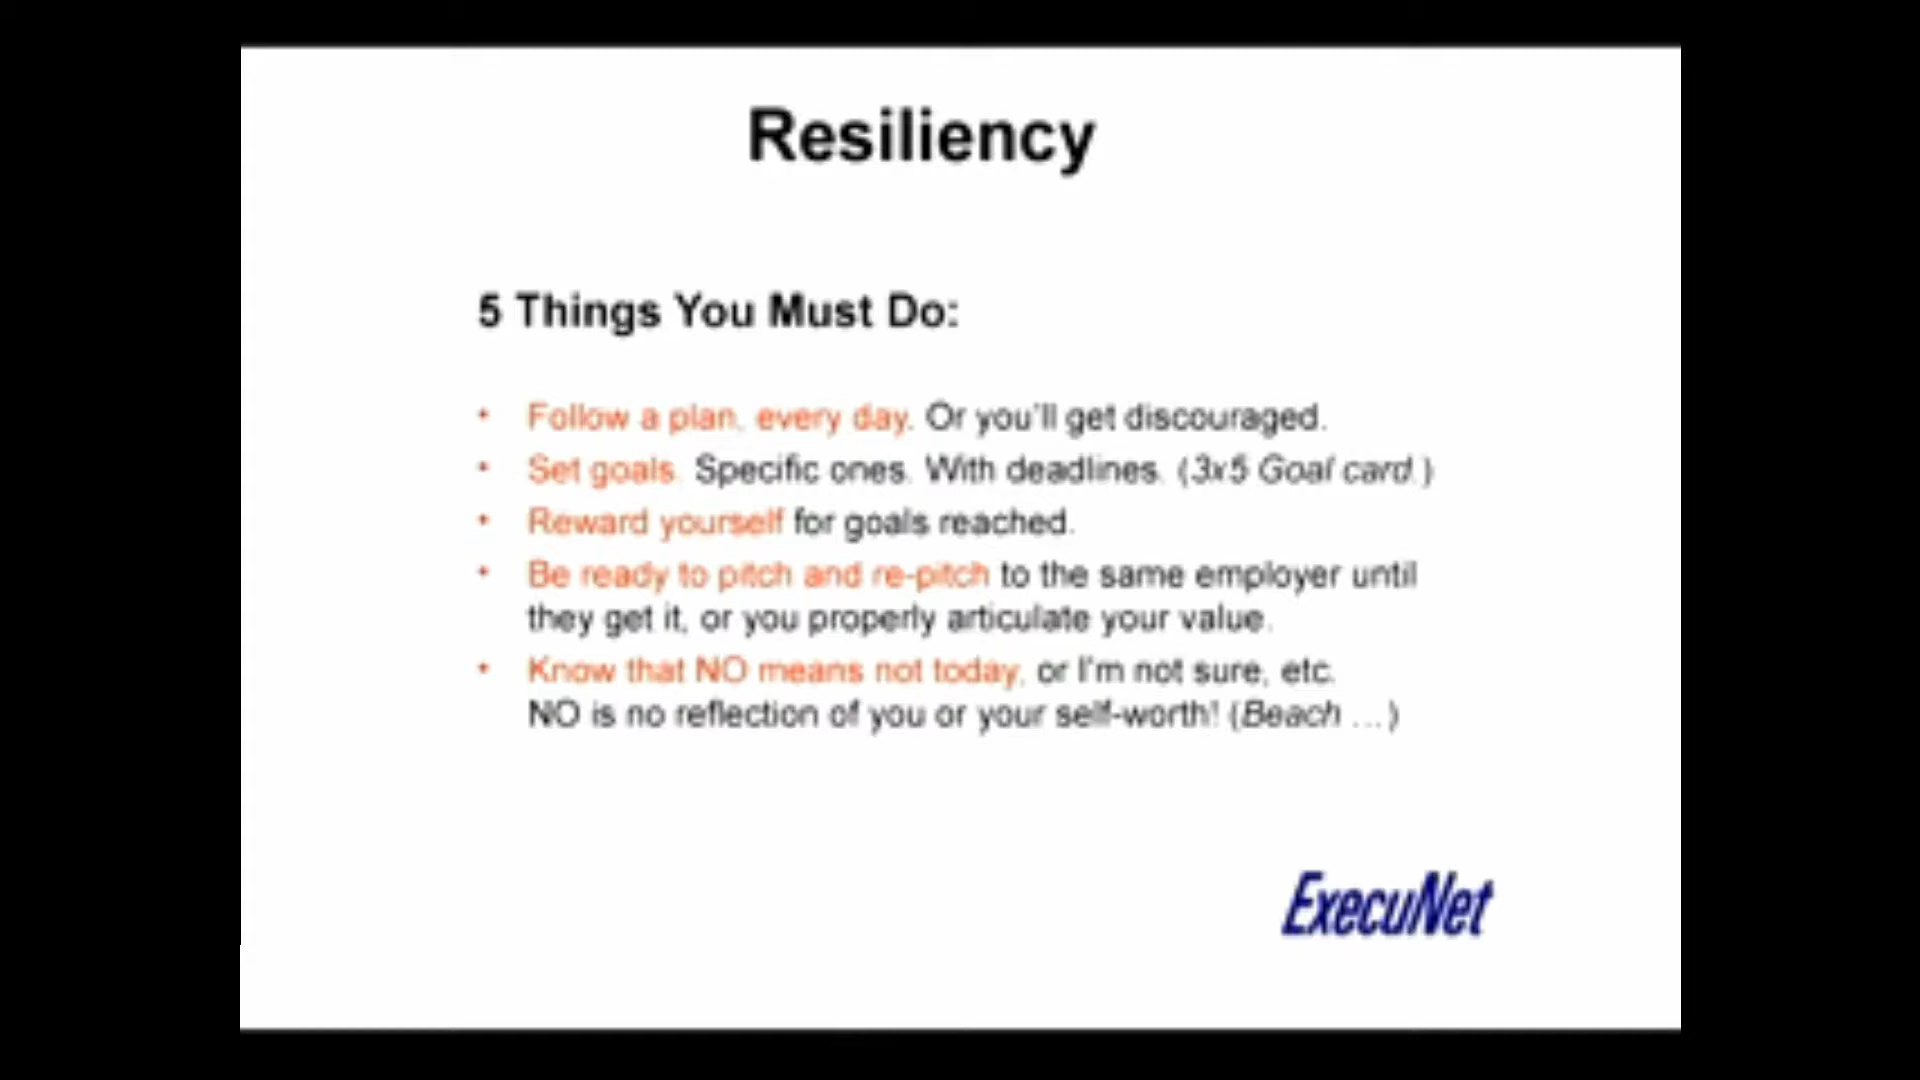 Resiliency
5 Things You Must Do:
• Follow a plan, every day. Or you'll get discouraged.
• Set goals. Specific ones. With deadlines. (3x5 Goal card.)
• Reward yourself for goals reached.
• Be ready to pitch and re-pitch to the same employer until
they get it, or you properly articulate your value.
• Know that NO means not today, or I'm not sure, etc.
NO is no reflection of you or your self-worth! (Beach ...)
ExecuNet